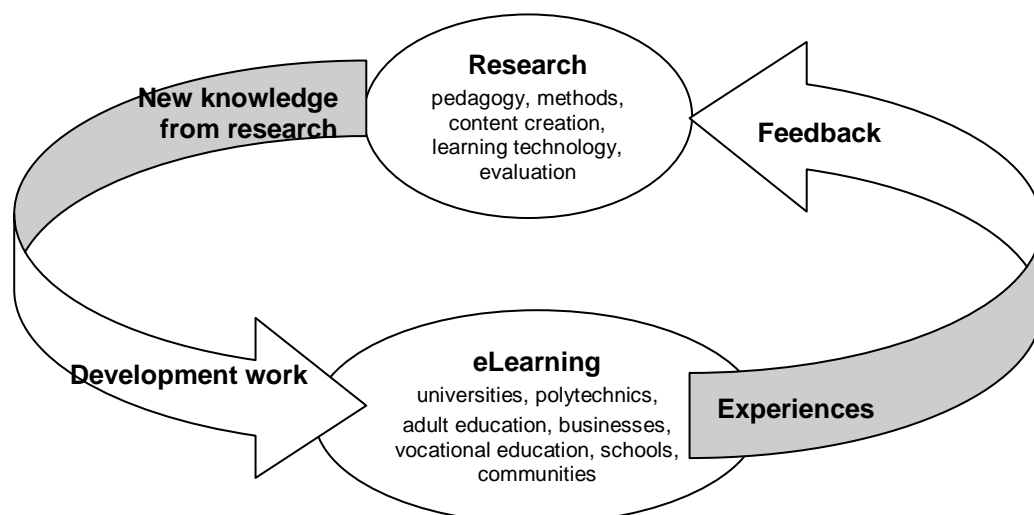 Research
pedagogy, methods,
content creation,
learning technology,
evaluation
New knowledge
from research
Feedback
Development work
eLearning
universities, polytechnics,
adult education, businesses,
vocational education, schools,
communities
Experiences